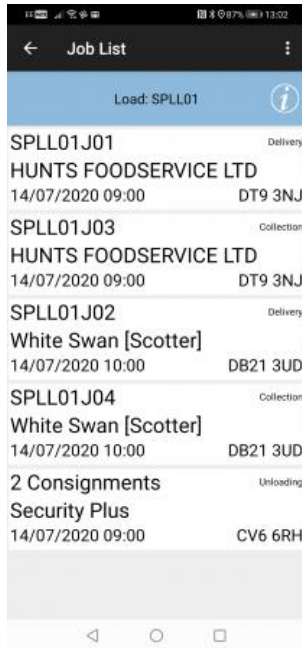 87% 13:02
Job List
Load: SPLL01
SPLL01J01 Delivery
HUNTS FOODSERVICE LTD
14/07/2020 09:00 DT9 3NJ
SPLL01J03 Collection
HUNTS FOODSERVICE LTD
14/07/2020 09:00 DT9 3NJ
SPLL01J02 Delivery
White Swan [Scotter]
14/07/2020 10:00 DB21 3UD
SPLL01J04 Collection
White Swan [Scotter]
14/07/2020 10:00 DB21 3UD
2 Consignments Unloading
Security Plus
14/07/2020 09:00 CV6 6RH